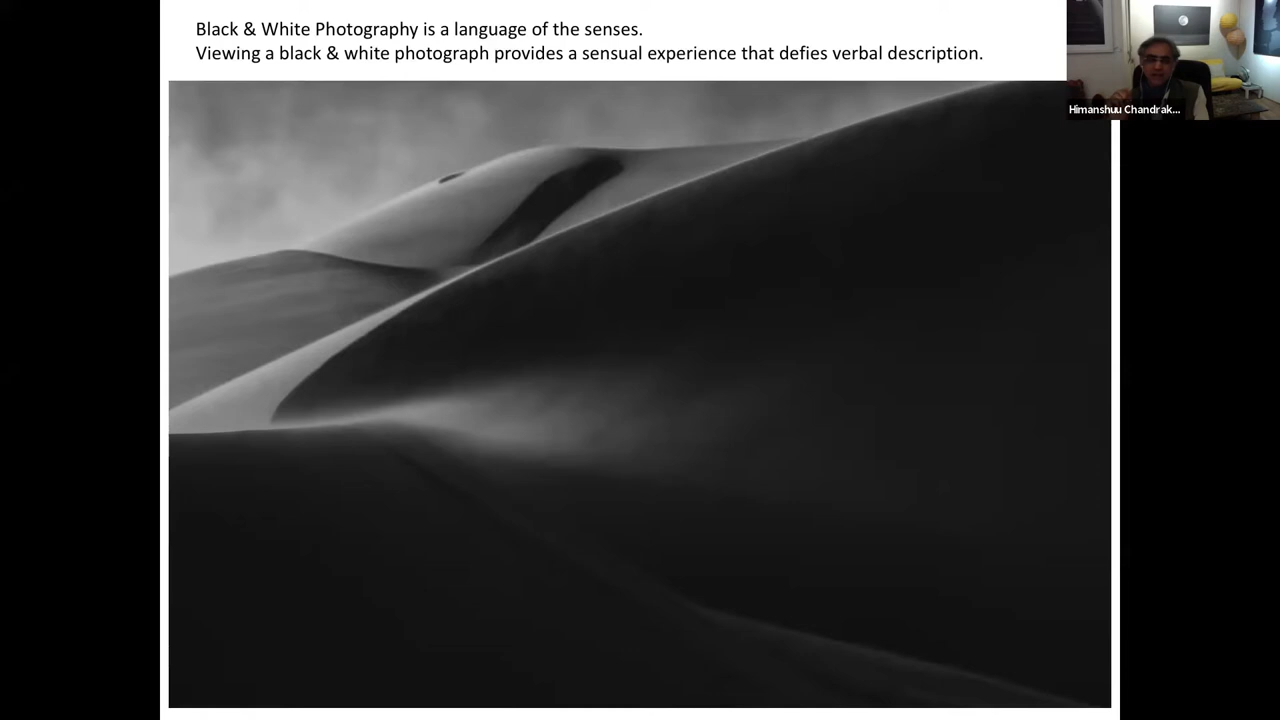 Black & White Photography is a language of the senses.
Viewing a black & white photograph provides a sensual experience that defies verbal description.
Himanshuu Chandrak...